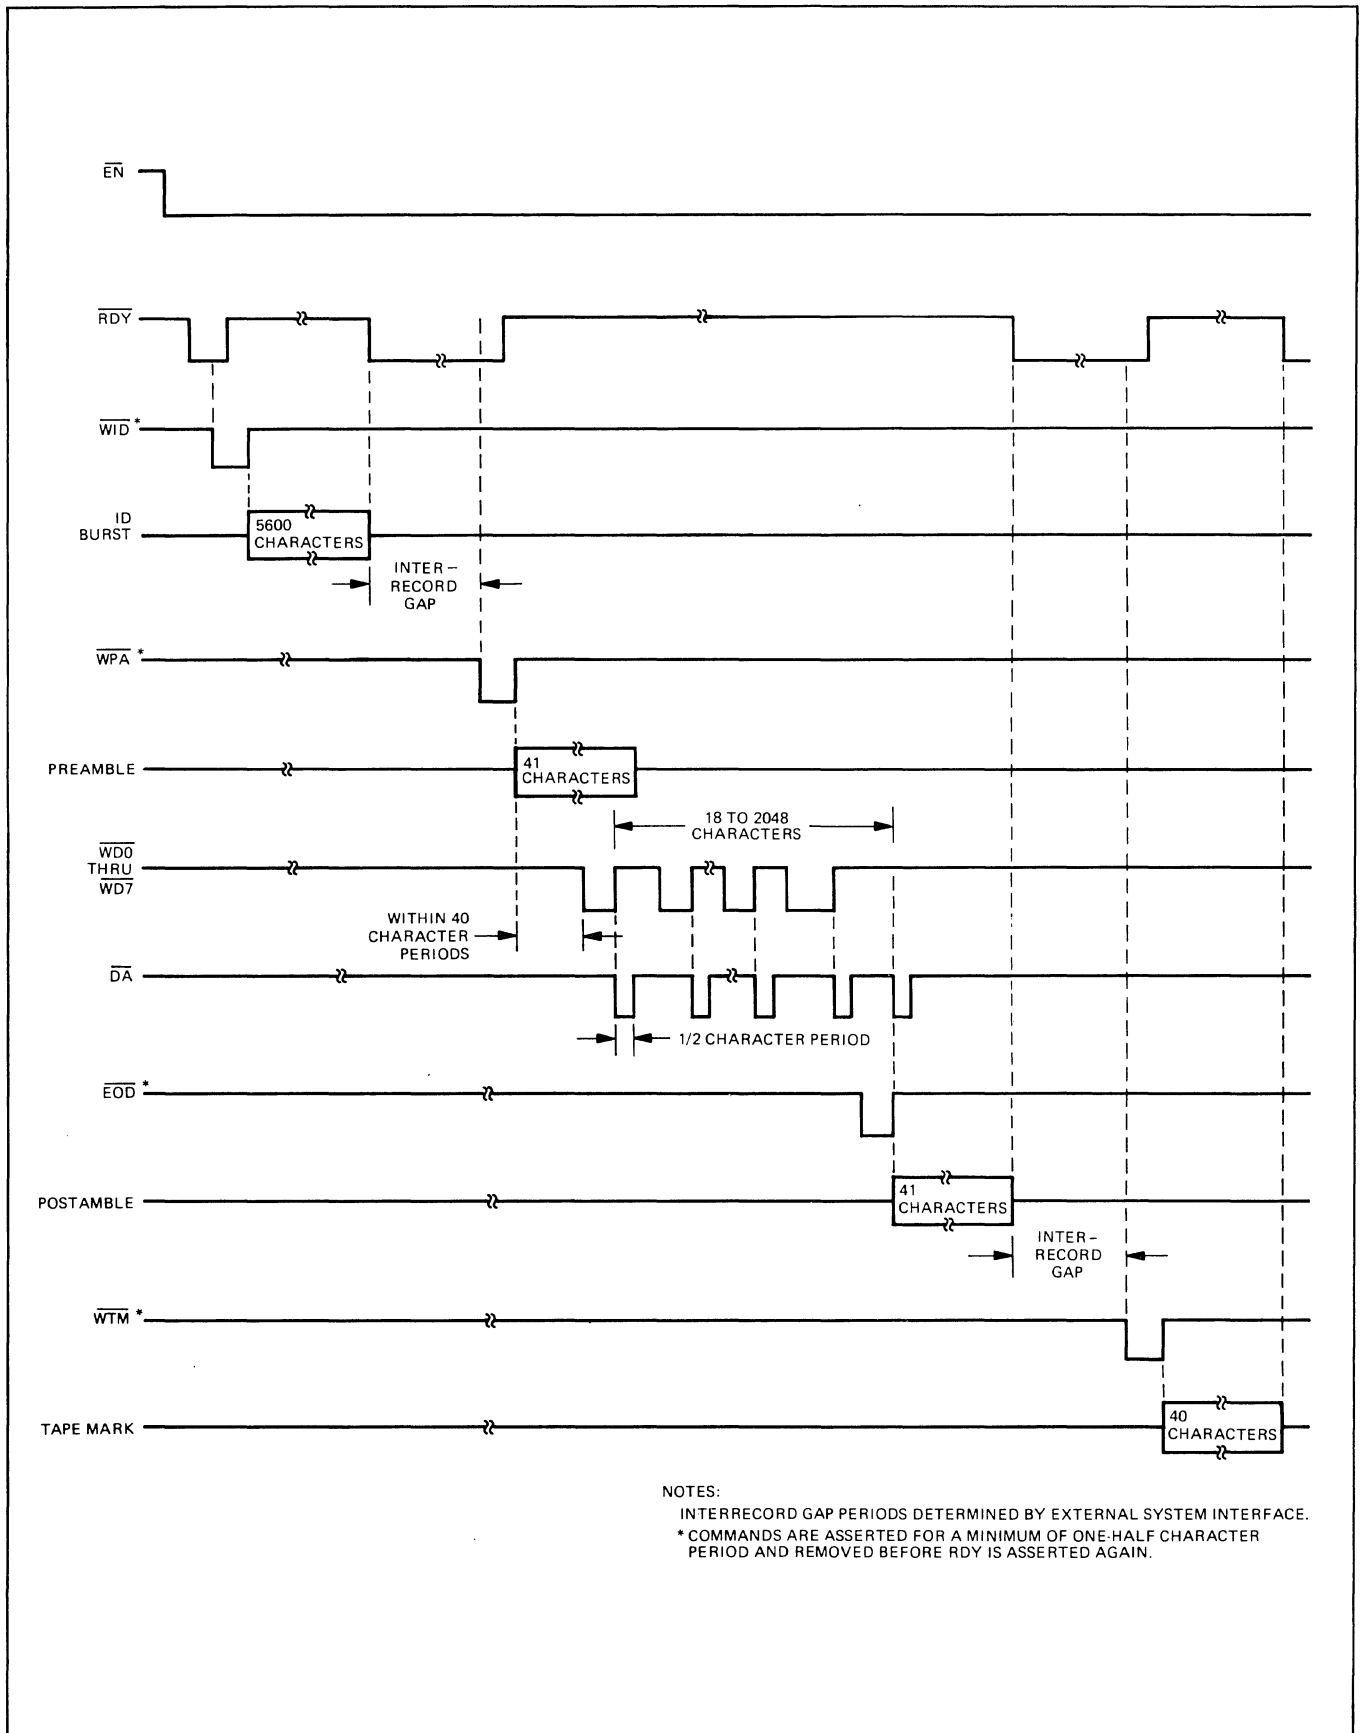 EN
RDY
WID *
ID
BURST
5600
CHARACTERS
INTER–
RECORD
GAP
WPA *
PREAMBLE
41
CHARACTERS
18 TO 2048
CHARACTERS
WD0
THRU
WD7
WITHIN 40
CHARACTER
PERIODS
DA
1/2 CHARACTER PERIOD
EOD *
POSTAMBLE
41
CHARACTERS
INTER–
RECORD
GAP
WTM *
TAPE MARK
40
CHARACTERS
NOTES:
INTERRECORD GAP PERIODS DETERMINED BY EXTERNAL SYSTEM INTERFACE.
* COMMANDS ARE ASSERTED FOR A MINIMUM OF ONE-HALF CHARACTER
PERIOD AND REMOVED BEFORE RDY IS ASSERTED AGAIN.